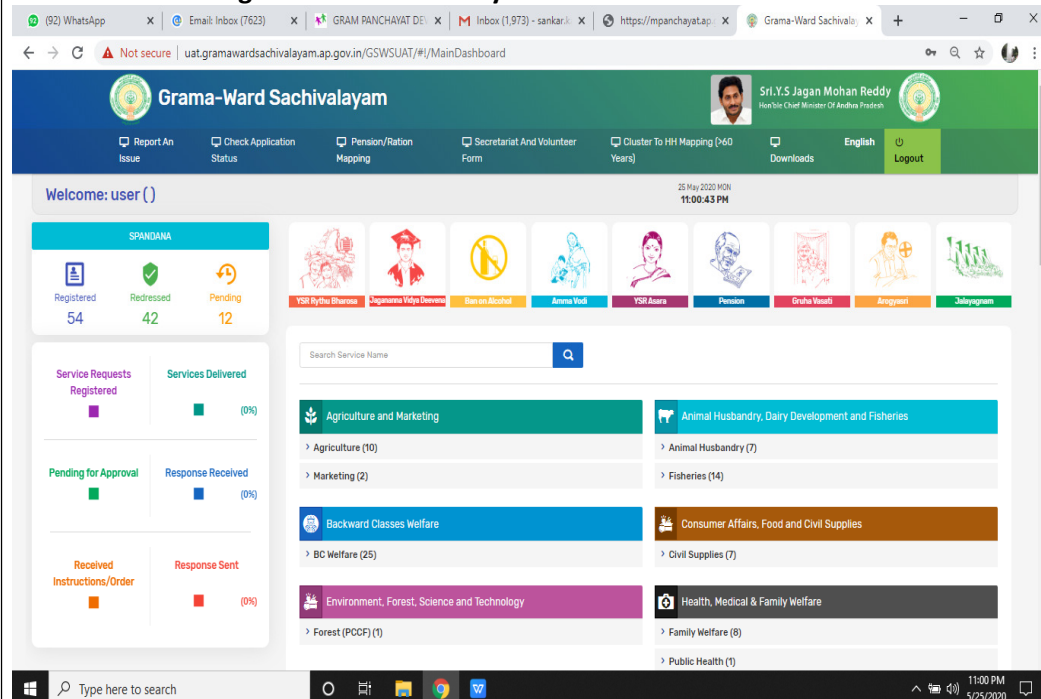 (92) WhatsApp
Email: Inbox (7623)
GRAM PANCHAYAT DEV
Inbox (1,973) - sankar.k
https://mpanchayat.ap.
Grama-Ward Sachivalay
Not secure | uat.gramawardsachivalayam.ap.gov.in/GSWSUAT/#!/MainDashboard
Grama-Ward Sachivalayam
Sri.Y.S Jagan Mohan Reddy
Hon'ble Chief Minister Of Andhra Pradesh
Report An Issue
Check Application Status
Pension/Ration Mapping
Secretariat And Volunteer Form
Cluster To HH Mapping (>60 Years)
Downloads
English
Logout
Welcome: user ( )
25 May 2020 MON
11:00:43 PM
SPANDANA
Registered
54
Redressed
42
Pending
12
YSR Rythu Bharosa
Jagananna Vidya Deevena
Ban on Alcohol
Amma Vodi
YSR Asara
Pension
Gruha Vasati
Arogyasri
Jalayagnam
Service Requests Registered
Services Delivered
(0%)
Pending for Approval
Response Received
(0%)
Received Instructions/Order
Response Sent
(0%)
Search Service Name
Agriculture and Marketing
> Agriculture (10)
> Marketing (2)
Animal Husbandry, Dairy Development and Fisheries
> Animal Husbandry (7)
> Fisheries (14)
Backward Classes Welfare
> BC Welfare (25)
Consumer Affairs, Food and Civil Supplies
> Civil Supplies (7)
Environment, Forest, Science and Technology
> Forest (PCCF) (1)
Health, Medical & Family Welfare
> Family Welfare (8)
> Public Health (1)
Type here to search
11:00 PM
5/25/2020